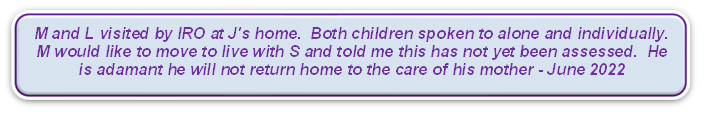 M and L visited by IRO at J's home.  Both children spoken to alone and individually.
M would like to move to live with S and told me this has not yet been assessed.  He
is adamant he will not return home to the care of his mother - June 2022